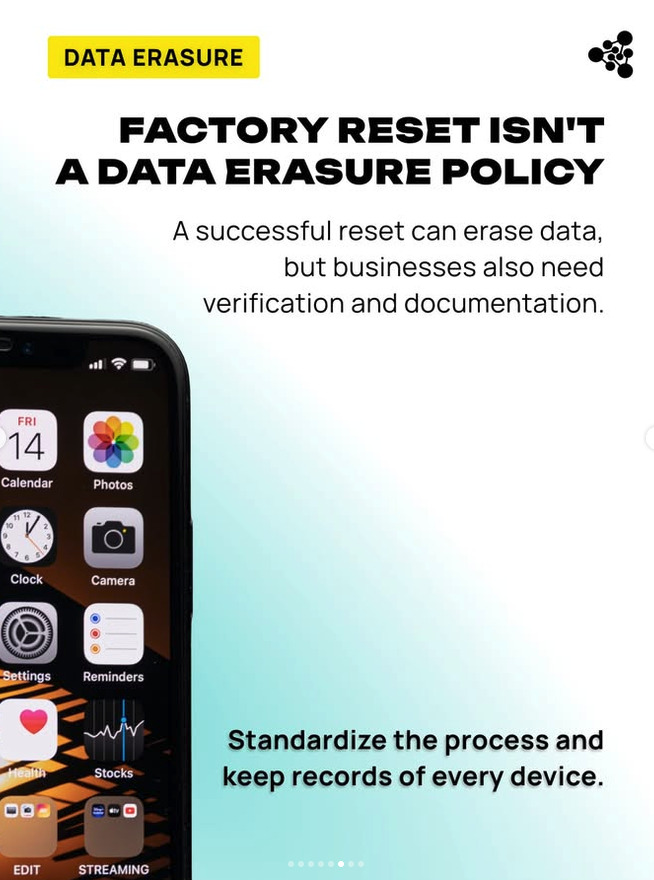 DATA ERASURE
FACTORY RESET ISN'T
A DATA ERASURE POLICY
A successful reset can erase data,
but businesses also need
verification and documentation.
FRI
14
Calendar
Photos
Clock
Camera
Settings
Reminders
Health
Stocks
EDIT
STREAMING
Standardize the process and
keep records of every device.